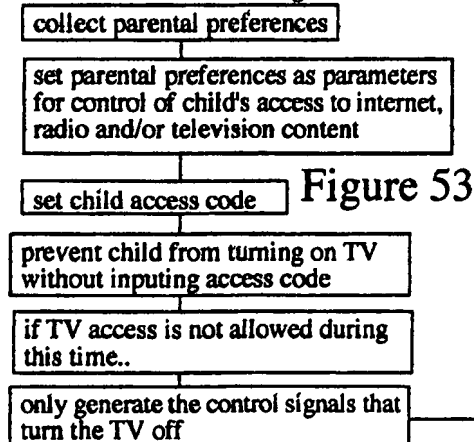 collect parental preferences
set parental preferences as parameters
for control of child's access to internet,
radio and/or television content
set child access code
Figure 53
prevent child from turning on TV
without inputing access code
if TV access is not allowed during
this time..
only generate the control signals that
turn the TV off